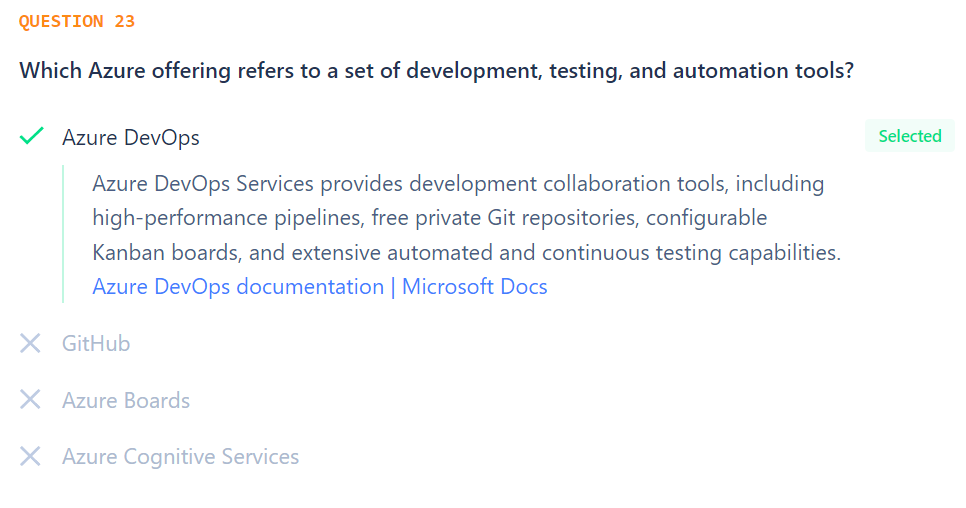 QUESTION 23
Which Azure offering refers to a set of development, testing, and automation tools?
Azure DevOps
Selected
Azure DevOps Services provides development collaboration tools, including
high-performance pipelines, free private Git repositories, configurable
Kanban boards, and extensive automated and continuous testing capabilities.
Azure DevOps documentation | Microsoft Docs
GitHub
Azure Boards
Azure Cognitive Services